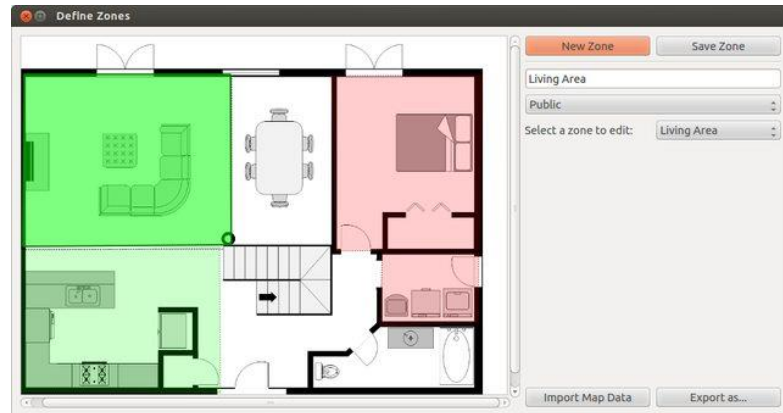 Define Zones
New Zone
Save Zone
Living Area
Public
Select a zone to edit:
Living Area
Import Map Data
Export as...